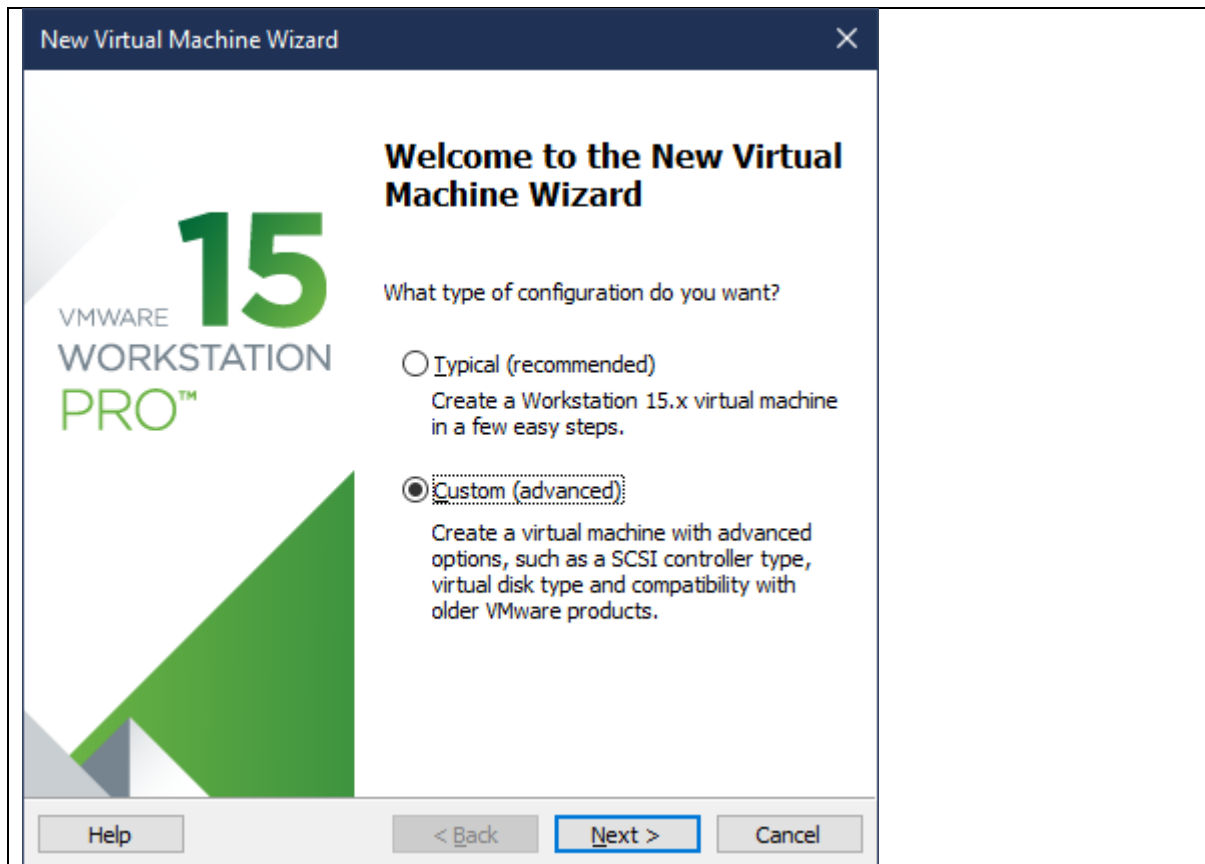 New Virtual Machine Wizard
15
VMWARE
WORKSTATION
PRO™
Welcome to the New Virtual
Machine Wizard
What type of configuration do you want?
Typical (recommended)
Create a Workstation 15.x virtual machine
in a few easy steps.
Custom (advanced)
Create a virtual machine with advanced
options, such as a SCSI controller type,
virtual disk type and compatibility with
older VMware products.
Help
< Back
Next >
Cancel